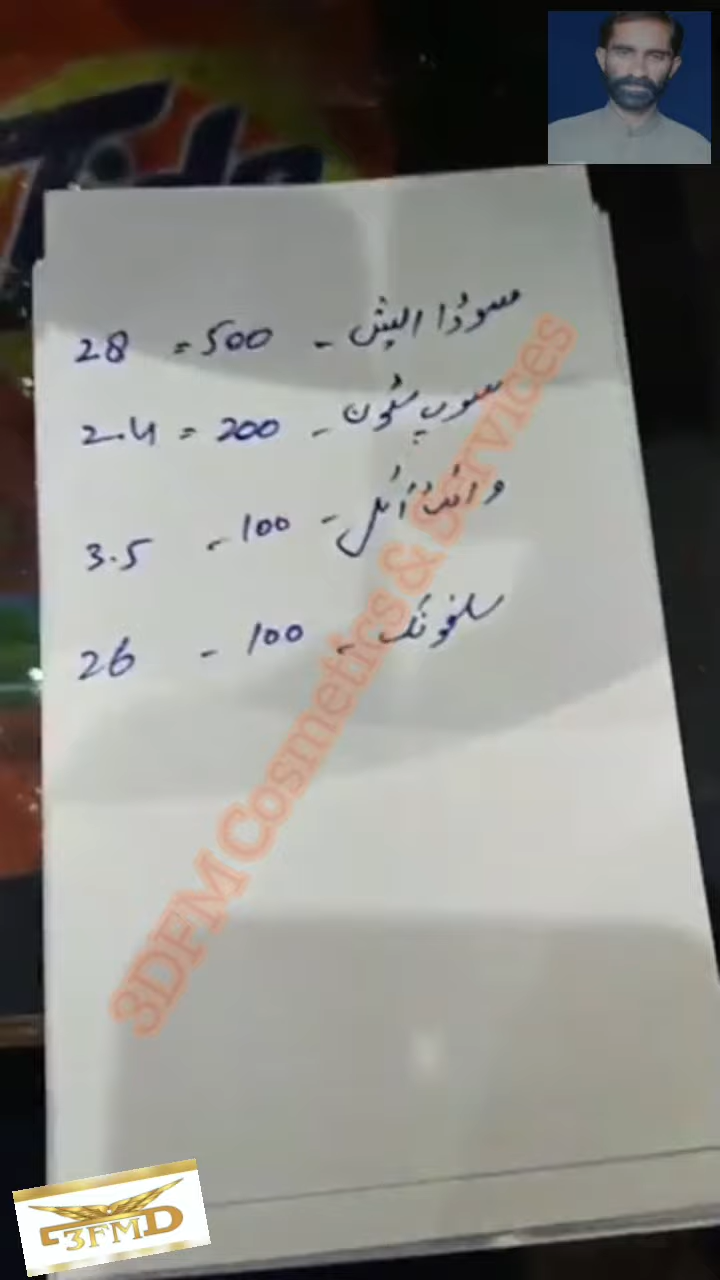 سوڈا ایش - 500 = 28
سوپ سٹون - 200 = 2.4
وائٹ آئل - 100 - 3.5
سلفونک - 100 - 26
3DFM Cosmetics & Services
3FMD